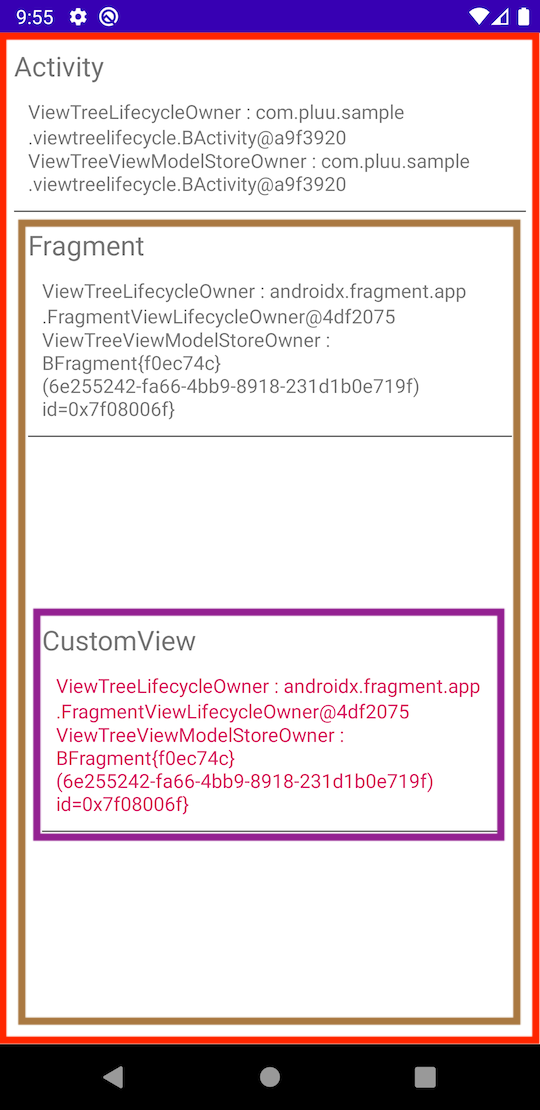 9:55
Activity
ViewTreeLifecycleOwner : com.pluu.sample
.viewtreelifecycle.BActivity@a9f3920
ViewTreeViewModelStoreOwner : com.pluu.sample
.viewtreelifecycle.BActivity@a9f3920
Fragment
ViewTreeLifecycleOwner : androidx.fragment.app
.FragmentViewLifecycleOwner@4df2075
ViewTreeViewModelStoreOwner :
BFragment{f0ec74c}
(6e255242-fa66-4bb9-8918-231d1b0e719f)
id=0x7f08006f}
CustomView
ViewTreeLifecycleOwner : androidx.fragment.app
.FragmentViewLifecycleOwner@4df2075
ViewTreeViewModelStoreOwner :
BFragment{f0ec74c}
(6e255242-fa66-4bb9-8918-231d1b0e719f)
id=0x7f08006f}